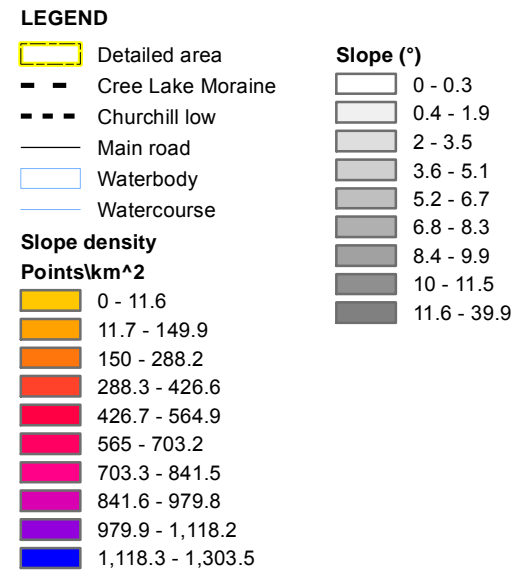 LEGEND
Detailed area
Cree Lake Moraine
Churchill low
Main road
Waterbody
Watercourse
Slope density
Points\km^2
0 - 11.6
11.7 - 149.9
150 - 288.2
288.3 - 426.6
426.7 - 564.9
565 - 703.2
703.3 - 841.5
841.6 - 979.8
979.9 - 1,118.2
1,118.3 - 1,303.5
Slope (°)
0 - 0.3
0.4 - 1.9
2 - 3.5
3.6 - 5.1
5.2 - 6.7
6.8 - 8.3
8.4 - 9.9
10 - 11.5
11.6 - 39.9